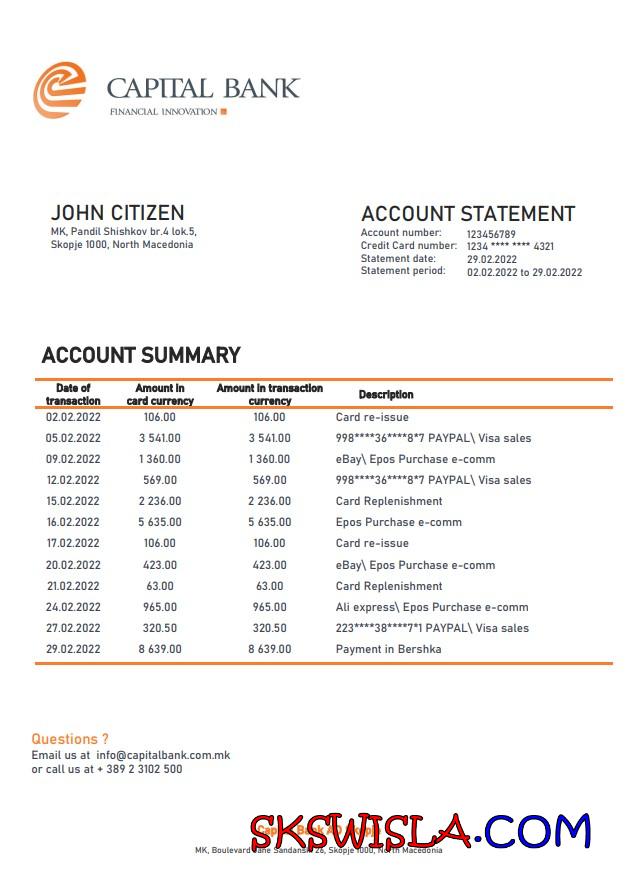 CAPITAL BANK
FINANCIAL INNOVATION
JOHN CITIZEN
MK, Pandil Shishkov br.4 lok.5,
Skopje 1000, North Macedonia
ACCOUNT STATEMENT
Account number: 123456789
Credit Card number: 1234 **** **** 4321
Statement date: 29.02.2022
Statement period: 02.02.2022 to 29.02.2022
ACCOUNT SUMMARY
Date of transaction Amount in card currency Amount in transaction currency Description
02.02.2022 106.00 106.00 Card re-issue
05.02.2022 3 541.00 3 541.00 998****36****8*7 PAYPAL\ Visa sales
09.02.2022 1 360.00 1 360.00 eBay\ Epos Purchase e-comm
12.02.2022 569.00 569.00 998****36****8*7 PAYPAL\ Visa sales
15.02.2022 2 236.00 2 236.00 Card Replenishment
16.02.2022 5 635.00 5 635.00 Epos Purchase e-comm
17.02.2022 106.00 106.00 Card re-issue
20.02.2022 423.00 423.00 eBay\ Epos Purchase e-comm
21.02.2022 63.00 63.00 Card Replenishment
24.02.2022 965.00 965.00 Ali express\ Epos Purchase e-comm
27.02.2022 320.50 320.50 223****38****7*1 PAYPAL\ Visa sales
29.02.2022 8 639.00 8 639.00 Payment in Bershka
Questions ?
Email us at info@capitalbank.com.mk
or call us at + 389 2 3102 500
Capital Bank AD Skopje
SKSWISLA.COM
MK, Boulevard Jane Sandanski 26, Skopje 1000, North Macedonia